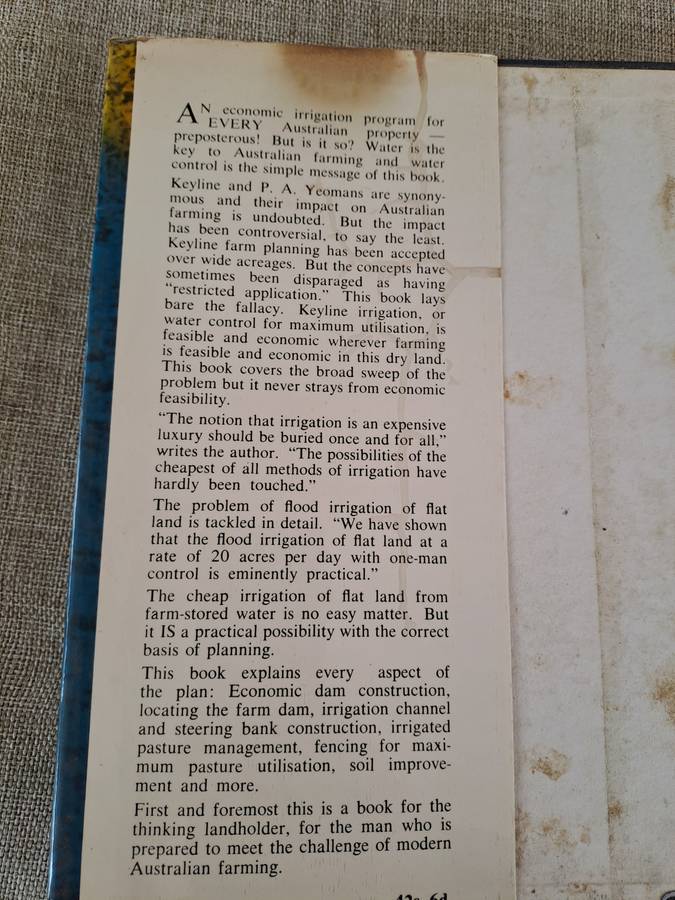 AN economic irrigation program for
EVERY Australian property —
preposterous! But is it so? Water is the
key to Australian farming and water
control is the simple message of this book.
Keyline and P. A. Yeomans are synony-
mous and their impact on Australian
farming is undoubted. But the impact
has been controversial, to say the least.
Keyline farm planning has been accepted
over wide acreages. But the concepts have
sometimes been disparaged as having
“restricted application.” This book lays
bare the fallacy. Keyline irrigation, or
water control for maximum utilisation, is
feasible and economic wherever farming
is feasible and economic in this dry land.
This book covers the broad sweep of the
problem but it never strays from economic
feasibility.
“The notion that irrigation is an expensive
luxury should be buried once and for all,”
writes the author. “The possibilities of the
cheapest of all methods of irrigation have
hardly been touched.”
The problem of flood irrigation of flat
land is tackled in detail. “We have shown
that the flood irrigation of flat land at a
rate of 20 acres per day with one-man
control is eminently practical.”
The cheap irrigation of flat land from
farm-stored water is no easy matter. But
it IS a practical possibility with the correct
basis of planning.
This book explains every aspect of
the plan: Economic dam construction,
locating the farm dam, irrigation channel
and steering bank construction, irrigated
pasture management, fencing for maxi-
mum pasture utilisation, soil improve-
ment and more.
First and foremost this is a book for the
thinking landholder, for the man who is
prepared to meet the challenge of modern
Australian farming.